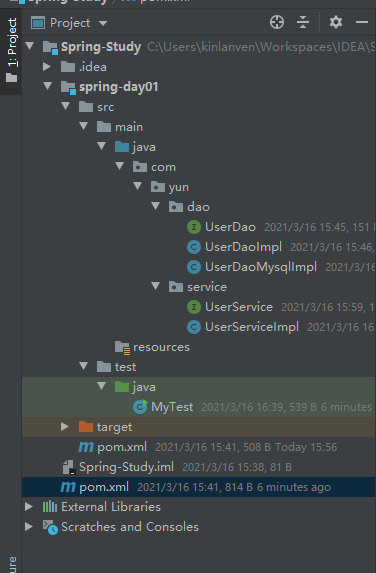 Spring-Study pom.xml
Project
1: Project
Spring-Study C:\Users\kinlanven\Workspaces\IDEA\S
.idea
spring-day01
src
main
java
com
yun
dao
UserDao 2021/3/16 15:45, 151 B
UserDaoImpl 2021/3/16 15:46,
UserDaoMysqlImpl 2021/3/16
service
UserService 2021/3/16 15:59, 1
UserServiceImpl 2021/3/16 16
resources
test
java
MyTest 2021/3/16 16:39, 539 B 6 minutes
target
pom.xml 2021/3/16 15:41, 508 B Today 15:56
Spring-Study.iml 2021/3/16 15:38, 81 B
pom.xml 2021/3/16 15:41, 814 B 6 minutes ago
External Libraries
Scratches and Consoles
ure